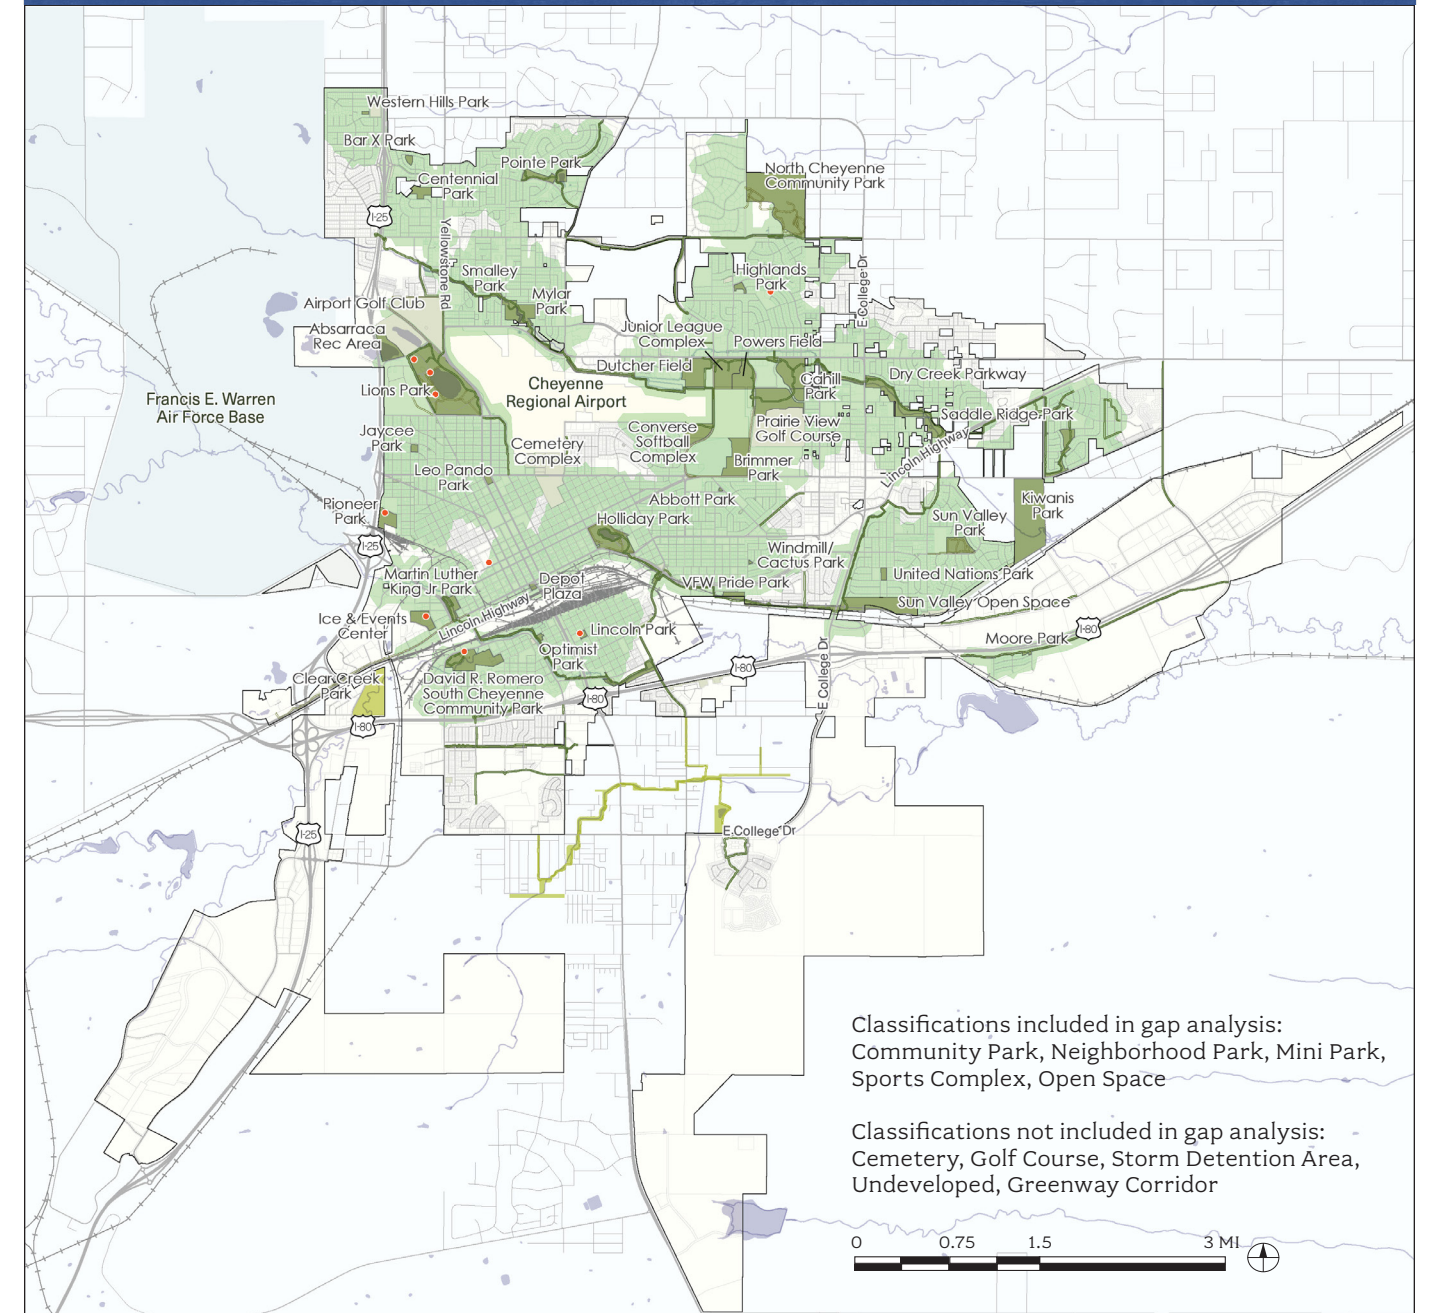 Western Hills Park
Bar X Park
Pointe Park
Centennial
Park
North Cheyenne
Community Park
I-25
Yellowstone Rd
Smalley
Park
Mylar
Park
Highlands
Park
E College Dr
Airport Golf Club
Absarraca
Rec Area
Junior League
Complex
Powers Field
Dutcher Field
Lions Park
Cheyenne
Regional Airport
Cahill
Park
Dry Creek Parkway
Francis E. Warren
Air Force Base
Saddle Ridge Park
Jaycee
Park
Cemetery
Complex
Converse
Softball
Complex
Prairie View
Golf Course
Lincoln Highway
Leo Pando
Park
Brimmer
Park
Abbott Park
Kiwanis
Park
Pioneer
Park
Holliday Park
Sun Valley
Park
I-25
Windmill/
Cactus Park
Martin Luther
King Jr Park
Depot
Plaza
VFW Pride Park
United Nations Park
Sun Valley Open Space
Ice & Events
Center
Lincoln Highway
Lincoln Park
Moore Park
I-80
Optimist
Park
E College Dr
I-80
Clear Creek
Park
David R. Romero
South Cheyenne
Community Park
I-80
I-80
I-25
E College Dr
Classifications included in gap analysis:
Community Park, Neighborhood Park, Mini Park,
Sports Complex, Open Space
Classifications not included in gap analysis:
Cemetery, Golf Course, Storm Detention Area,
Undeveloped, Greenway Corridor
0 0.75 1.5 3 MI